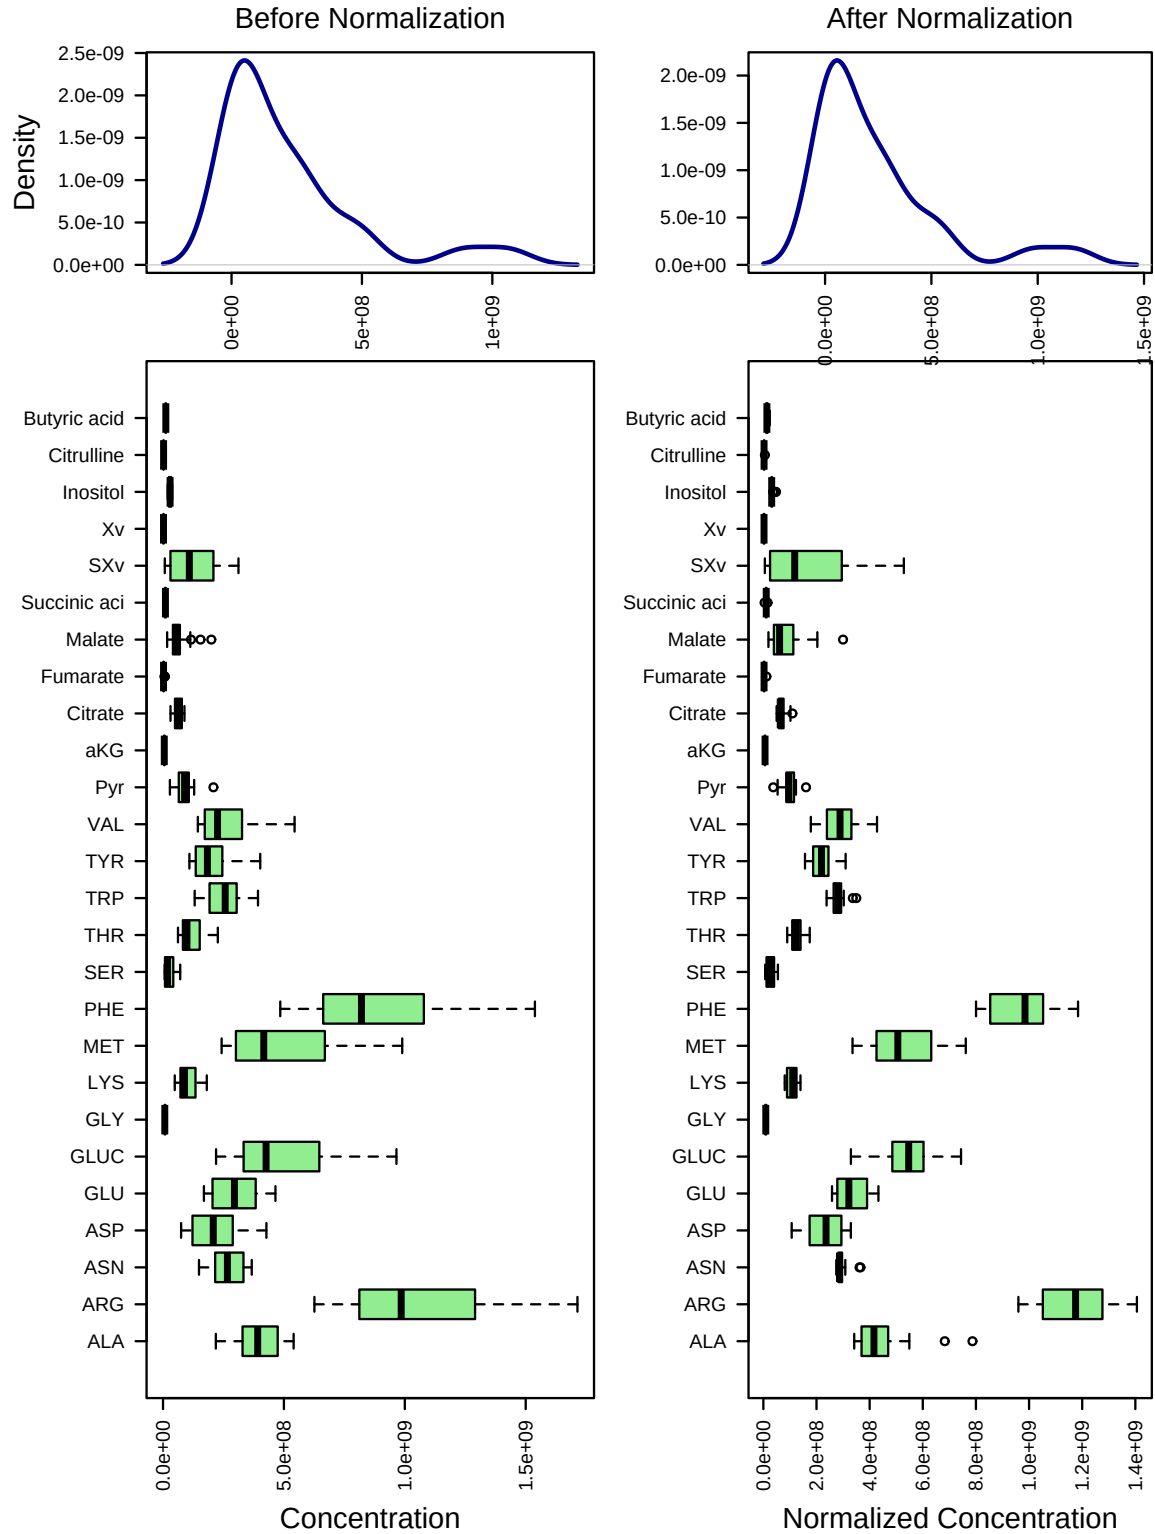 Before Normalization
Density
2.5e-09
2.0e-09
1.5e-09
1.0e-09
5.0e-10
0.0e+00
0e+00
5e+08
1e+09
Butyric acid
Citrulline
Inositol
Xv
SXv
Succinic aci
Malate
Fumarate
Citrate
aKG
Pyr
VAL
TYR
TRP
THR
SER
PHE
MET
LYS
GLY
GLUC
GLU
ASP
ASN
ARG
ALA
0.0e+00
5.0e+08
1.0e+09
1.5e+09
Concentration
After Normalization
2.0e-09
1.5e-09
1.0e-09
5.0e-10
0.0e+00
0.0e+00
5.0e+08
1.0e+09
1.5e+09
Butyric acid
Citrulline
Inositol
Xv
SXv
Succinic aci
Malate
Fumarate
Citrate
aKG
Pyr
VAL
TYR
TRP
THR
SER
PHE
MET
LYS
GLY
GLUC
GLU
ASP
ASN
ARG
ALA
0.0e+00
2.0e+08
4.0e+08
6.0e+08
8.0e+08
1.0e+09
1.2e+09
1.4e+09
Normalized Concentration